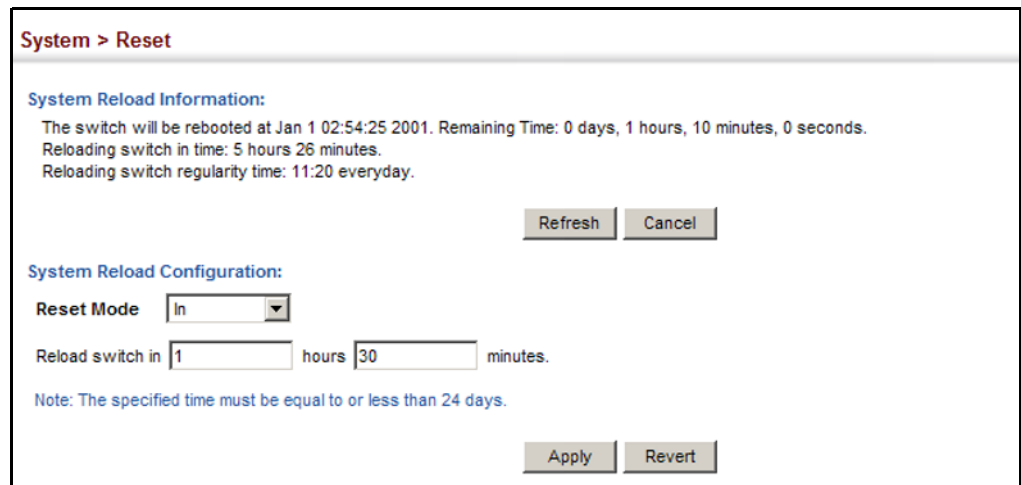 System > Reset
System Reload Information:
The switch will be rebooted at Jan 1 02:54:25 2001. Remaining Time: 0 days, 1 hours, 10 minutes, 0 seconds.
Reloading switch in time: 5 hours 26 minutes.
Reloading switch regularity time: 11:20 everyday.
Refresh Cancel
System Reload Configuration:
Reset Mode In
Reload switch in 1 hours 30 minutes.
Note: The specified time must be equal to or less than 24 days.
Apply Revert